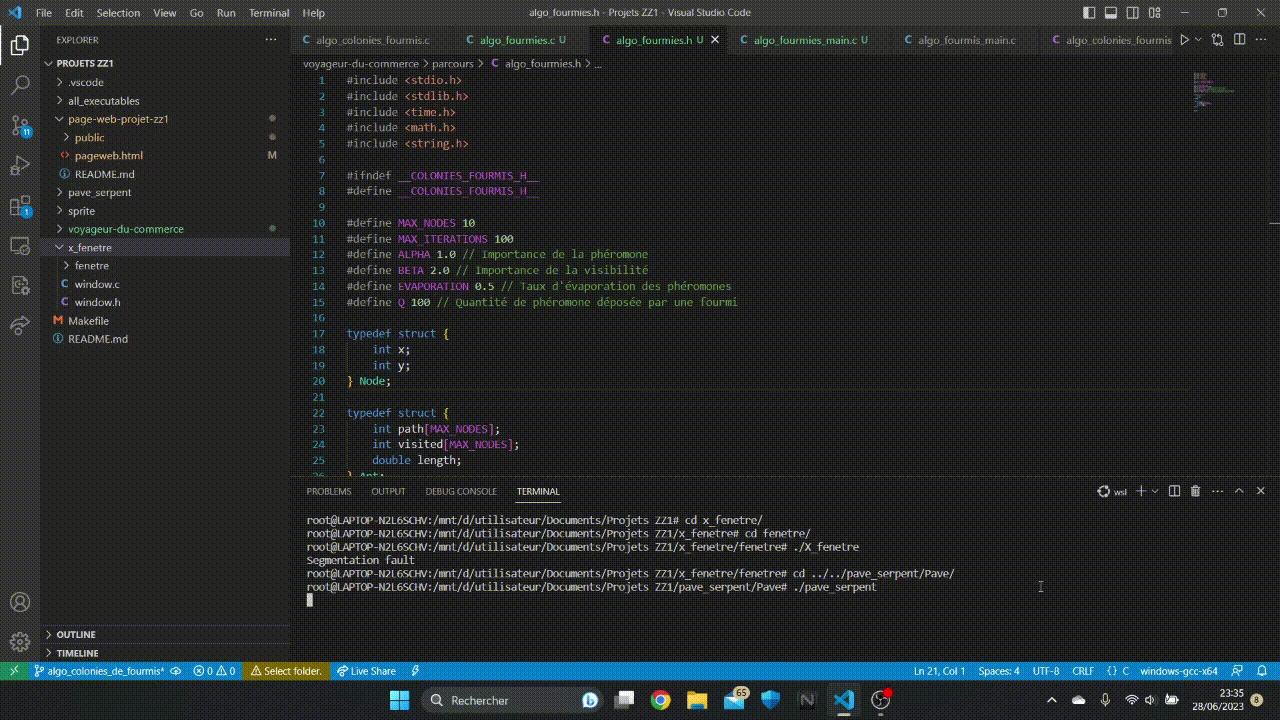 File Edit Selection View Go Run Terminal Help
algo_fourmies.h - Projets ZZ1 - Visual Studio Code
EXPLORER
PROJETS ZZ1
.vscode
all_executables
page-web-projet-zz1
public
pageweb.html M
README.md
pave_serpent
sprite
voyageur-du-commerce
x_fenetre
fenetre
window.c
window.h
Makefile
README.md
OUTLINE
TIMELINE
11
1
algo_colonies_fourmis.c algo_fourmies.c U algo_fourmies.h U algo_fourmies_main.c U algo_fourmis_main.c algo_colonies_fourmis
voyageur-du-commerce > parcours > algo_fourmies.h > ...
1 #include <stdio.h>
2 #include <stdlib.h>
3 #include <time.h>
4 #include <math.h>
5 #include <string.h>
6
7 #ifndef __COLONIES_FOURMIS_H__
8 #define __COLONIES_FOURMIS_H__
9
10 #define MAX_NODES 10
11 #define MAX_ITERATIONS 100
12 #define ALPHA 1.0 // Importance de la phéromone
13 #define BETA 2.0 // Importance de la visibilité
14 #define EVAPORATION 0.5 // Taux d'évaporation des phéromones
15 #define Q 100 // Quantité de phéromone déposée par une fourmi
16
17 typedef struct {
18 int x;
19 int y;
20 } Node;
21
22 typedef struct {
23 int path[MAX_NODES];
24 int visited[MAX_NODES];
25 double length;
26 } Ant;
PROBLEMS OUTPUT DEBUG CONSOLE TERMINAL
wsl
root@LAPTOP-N2L6SCHV:/mnt/d/utilisateur/Documents/Projets ZZ1# cd x_fenetre/
root@LAPTOP-N2L6SCHV:/mnt/d/utilisateur/Documents/Projets ZZ1/x_fenetre# cd fenetre/
root@LAPTOP-N2L6SCHV:/mnt/d/utilisateur/Documents/Projets ZZ1/x_fenetre/fenetre# ./X_fenetre
Segmentation fault
root@LAPTOP-N2L6SCHV:/mnt/d/utilisateur/Documents/Projets ZZ1/x_fenetre/fenetre# cd ../../pave_serpent/Pave/
root@LAPTOP-N2L6SCHV:/mnt/d/utilisateur/Documents/Projets ZZ1/pave_serpent/Pave# ./pave_serpent
algo_colonies_de_fourmis* 0 0 Select folder. Live Share Ln 21, Col 1 Spaces: 4 UTF-8 CRLF {} C windows-gcc-x64
Rechercher 65 23:35
28/06/2023 8